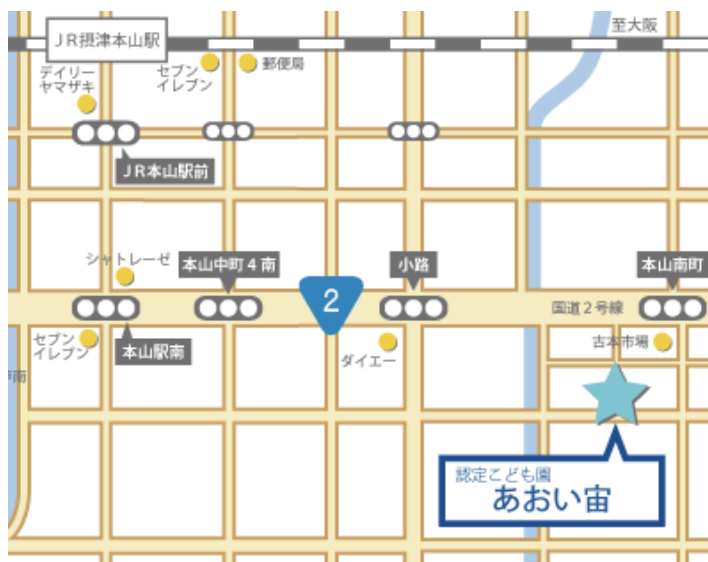 至大阪
JR摂津本山駅
デイリー
ヤマザキ
セブン
イレブン
郵便局
JR本山駅前
シャトレーゼ
本山中町4南
小路
本山南町
2
国道2号線
セブン
イレブン
本山駅南
ダイエー
古本市場
南
認定こども園
あおい宙